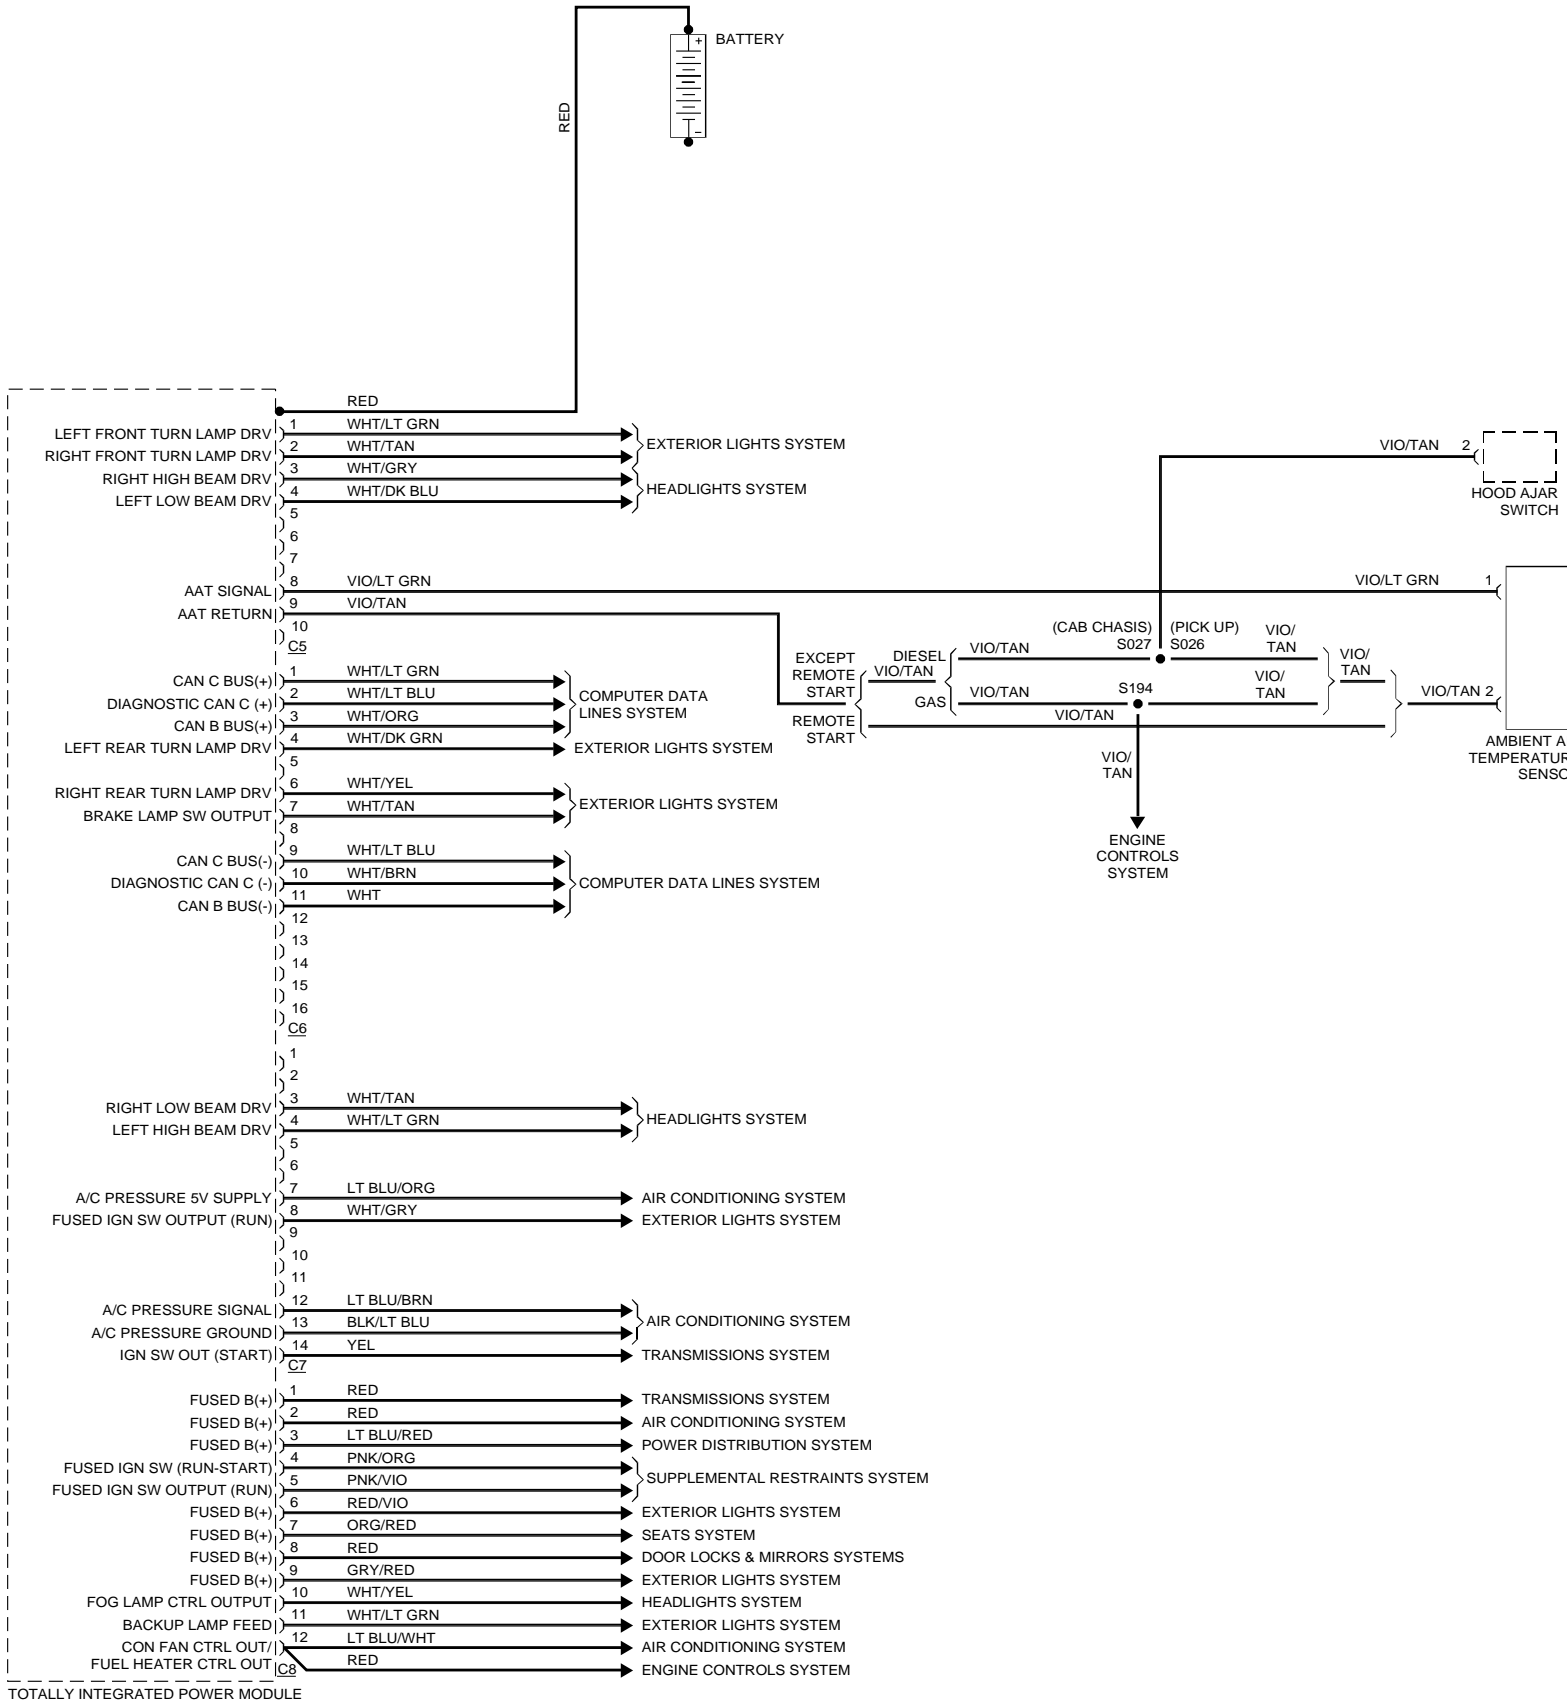 BATTERY
RED
RED
LEFT FRONT TURN LAMP DRV 1 WHT/LT GRN
RIGHT FRONT TURN LAMP DRV 2 WHT/TAN
EXTERIOR LIGHTS SYSTEM
RIGHT HIGH BEAM DRV 3 WHT/GRY
LEFT LOW BEAM DRV 4 WHT/DK BLU
HEADLIGHTS SYSTEM
5
6
7
AAT SIGNAL 8 VIO/LT GRN
AAT RETURN 9 VIO/TAN
10
C5
VIO/TAN 2
HOOD AJAR
SWITCH
VIO/LT GRN 1
(CAB CHASIS) (PICK UP)
S027 S026
VIO/
TAN
EXCEPT
REMOTE
START
DIESEL
VIO/TAN
VIO/TAN
VIO/
TAN
GAS
VIO/TAN
S194
VIO/
TAN
VIO/TAN 2
REMOTE
START
VIO/TAN
AMBIENT A
TEMPERATUR
SENSO
VIO/
TAN
ENGINE
CONTROLS
SYSTEM
CAN C BUS(+) 1 WHT/LT GRN
DIAGNOSTIC CAN C (+) 2 WHT/LT BLU
CAN B BUS(+) 3 WHT/ORG
COMPUTER DATA
LINES SYSTEM
LEFT REAR TURN LAMP DRV 4 WHT/DK GRN EXTERIOR LIGHTS SYSTEM
5
RIGHT REAR TURN LAMP DRV 6 WHT/YEL
BRAKE LAMP SW OUTPUT 7 WHT/TAN
EXTERIOR LIGHTS SYSTEM
8
CAN C BUS(-) 9 WHT/LT BLU
DIAGNOSTIC CAN C (-) 10 WHT/BRN
COMPUTER DATA LINES SYSTEM
CAN B BUS(-) 11 WHT
12
13
14
15
16
C6
1
2
RIGHT LOW BEAM DRV 3 WHT/TAN
LEFT HIGH BEAM DRV 4 WHT/LT GRN
HEADLIGHTS SYSTEM
5
6
A/C PRESSURE 5V SUPPLY 7 LT BLU/ORG AIR CONDITIONING SYSTEM
FUSED IGN SW OUTPUT (RUN) 8 WHT/GRY EXTERIOR LIGHTS SYSTEM
9
10
11
A/C PRESSURE SIGNAL 12 LT BLU/BRN
A/C PRESSURE GROUND 13 BLK/LT BLU
AIR CONDITIONING SYSTEM
IGN SW OUT (START) 14 YEL TRANSMISSIONS SYSTEM
C7
FUSED B(+) 1 RED TRANSMISSIONS SYSTEM
FUSED B(+) 2 RED AIR CONDITIONING SYSTEM
FUSED B(+) 3 LT BLU/RED POWER DISTRIBUTION SYSTEM
FUSED IGN SW (RUN-START) 4 PNK/ORG
FUSED IGN SW OUTPUT (RUN) 5 PNK/VIO
SUPPLEMENTAL RESTRAINTS SYSTEM
FUSED B(+) 6 RED/VIO EXTERIOR LIGHTS SYSTEM
FUSED B(+) 7 ORG/RED SEATS SYSTEM
FUSED B(+) 8 RED DOOR LOCKS & MIRRORS SYSTEMS
FUSED B(+) 9 GRY/RED EXTERIOR LIGHTS SYSTEM
FOG LAMP CTRL OUTPUT 10 WHT/YEL HEADLIGHTS SYSTEM
BACKUP LAMP FEED 11 WHT/LT GRN EXTERIOR LIGHTS SYSTEM
CON FAN CTRL OUT/ 12 LT BLU/WHT AIR CONDITIONING SYSTEM
FUEL HEATER CTRL OUT C8 RED ENGINE CONTROLS SYSTEM
TOTALLY INTEGRATED POWER MODULE